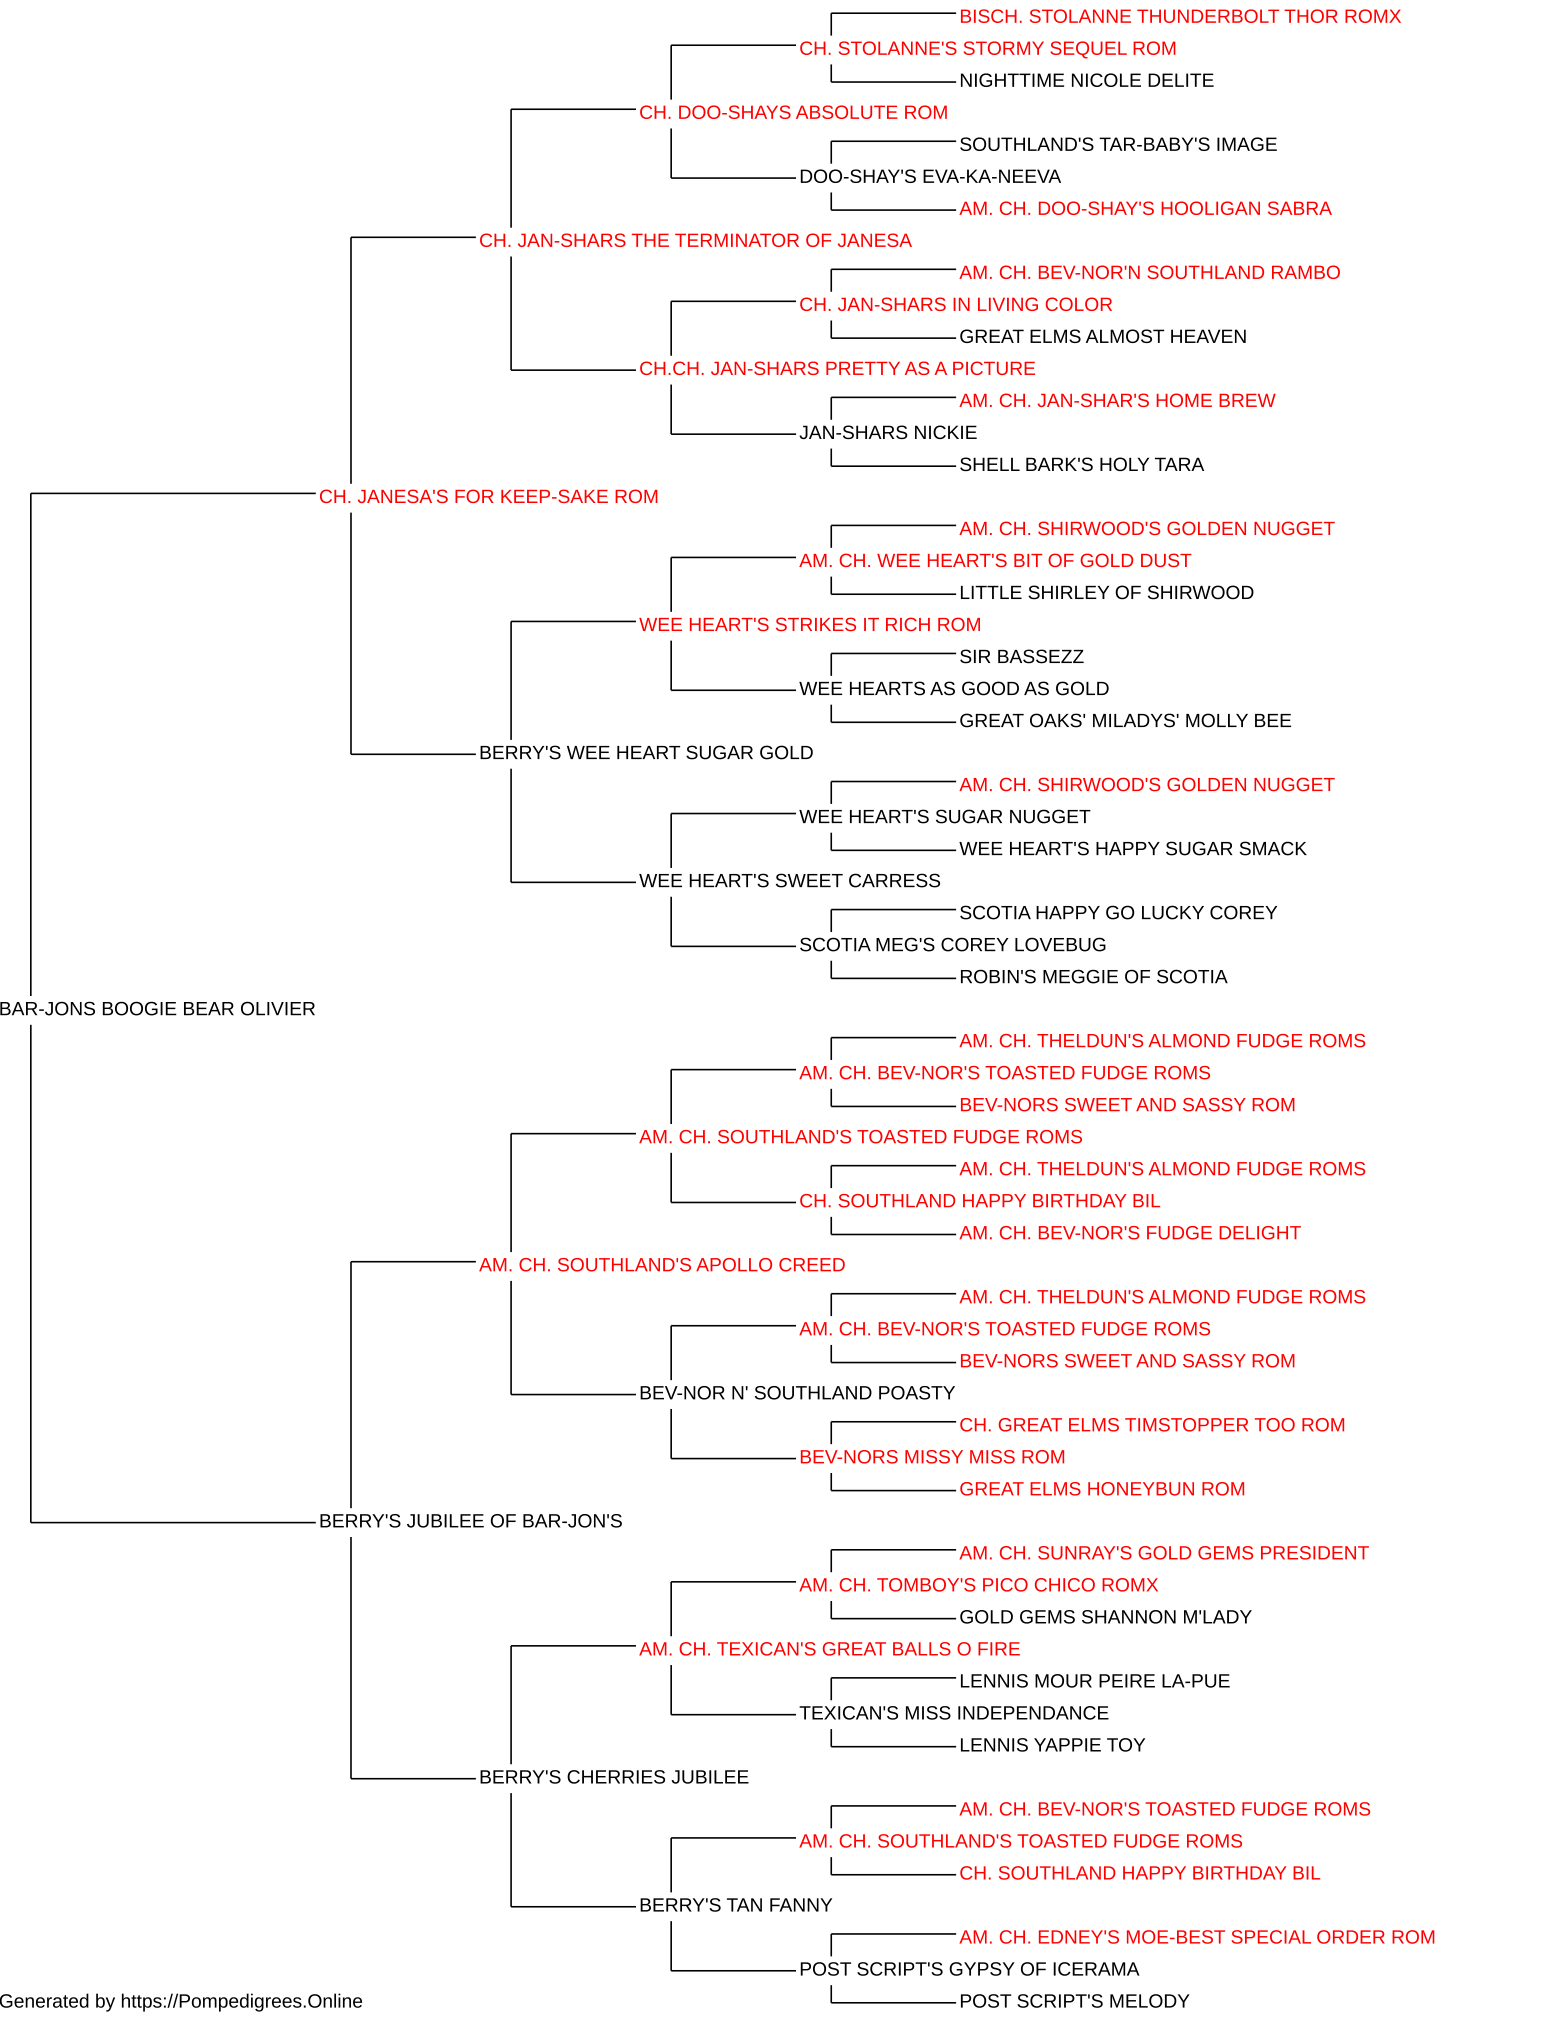 BISCH. STOLANNE THUNDERBOLT THOR ROMX
CH. STOLANNE'S STORMY SEQUEL ROM
NIGHTTIME NICOLE DELITE
CH. DOO-SHAYS ABSOLUTE ROM
SOUTHLAND'S TAR-BABY'S IMAGE
DOO-SHAY'S EVA-KA-NEEVA
AM. CH. DOO-SHAY'S HOOLIGAN SABRA
CH. JAN-SHARS THE TERMINATOR OF JANESA
AM. CH. BEV-NOR'N SOUTHLAND RAMBO
CH. JAN-SHARS IN LIVING COLOR
GREAT ELMS ALMOST HEAVEN
CH.CH. JAN-SHARS PRETTY AS A PICTURE
AM. CH. JAN-SHAR'S HOME BREW
JAN-SHARS NICKIE
SHELL BARK'S HOLY TARA
CH. JANESA'S FOR KEEP-SAKE ROM
AM. CH. SHIRWOOD'S GOLDEN NUGGET
AM. CH. WEE HEART'S BIT OF GOLD DUST
LITTLE SHIRLEY OF SHIRWOOD
WEE HEART'S STRIKES IT RICH ROM
SIR BASSEZZ
WEE HEARTS AS GOOD AS GOLD
GREAT OAKS' MILADYS' MOLLY BEE
BERRY'S WEE HEART SUGAR GOLD
AM. CH. SHIRWOOD'S GOLDEN NUGGET
WEE HEART'S SUGAR NUGGET
WEE HEART'S HAPPY SUGAR SMACK
WEE HEART'S SWEET CARRESS
SCOTIA HAPPY GO LUCKY COREY
SCOTIA MEG'S COREY LOVEBUG
ROBIN'S MEGGIE OF SCOTIA
BAR-JONS BOOGIE BEAR OLIVIER
AM. CH. THELDUN'S ALMOND FUDGE ROMS
AM. CH. BEV-NOR'S TOASTED FUDGE ROMS
BEV-NORS SWEET AND SASSY ROM
AM. CH. SOUTHLAND'S TOASTED FUDGE ROMS
AM. CH. THELDUN'S ALMOND FUDGE ROMS
CH. SOUTHLAND HAPPY BIRTHDAY BIL
AM. CH. BEV-NOR'S FUDGE DELIGHT
AM. CH. SOUTHLAND'S APOLLO CREED
AM. CH. THELDUN'S ALMOND FUDGE ROMS
AM. CH. BEV-NOR'S TOASTED FUDGE ROMS
BEV-NORS SWEET AND SASSY ROM
BEV-NOR N' SOUTHLAND POASTY
CH. GREAT ELMS TIMSTOPPER TOO ROM
BEV-NORS MISSY MISS ROM
GREAT ELMS HONEYBUN ROM
BERRY'S JUBILEE OF BAR-JON'S
AM. CH. SUNRAY'S GOLD GEMS PRESIDENT
AM. CH. TOMBOY'S PICO CHICO ROMX
GOLD GEMS SHANNON M'LADY
AM. CH. TEXICAN'S GREAT BALLS O FIRE
LENNIS MOUR PEIRE LA-PUE
TEXICAN'S MISS INDEPENDANCE
LENNIS YAPPIE TOY
BERRY'S CHERRIES JUBILEE
AM. CH. BEV-NOR'S TOASTED FUDGE ROMS
AM. CH. SOUTHLAND'S TOASTED FUDGE ROMS
CH. SOUTHLAND HAPPY BIRTHDAY BIL
BERRY'S TAN FANNY
AM. CH. EDNEY'S MOE-BEST SPECIAL ORDER ROM
POST SCRIPT'S GYPSY OF ICERAMA
POST SCRIPT'S MELODY
Generated by https://Pompedigrees.Online